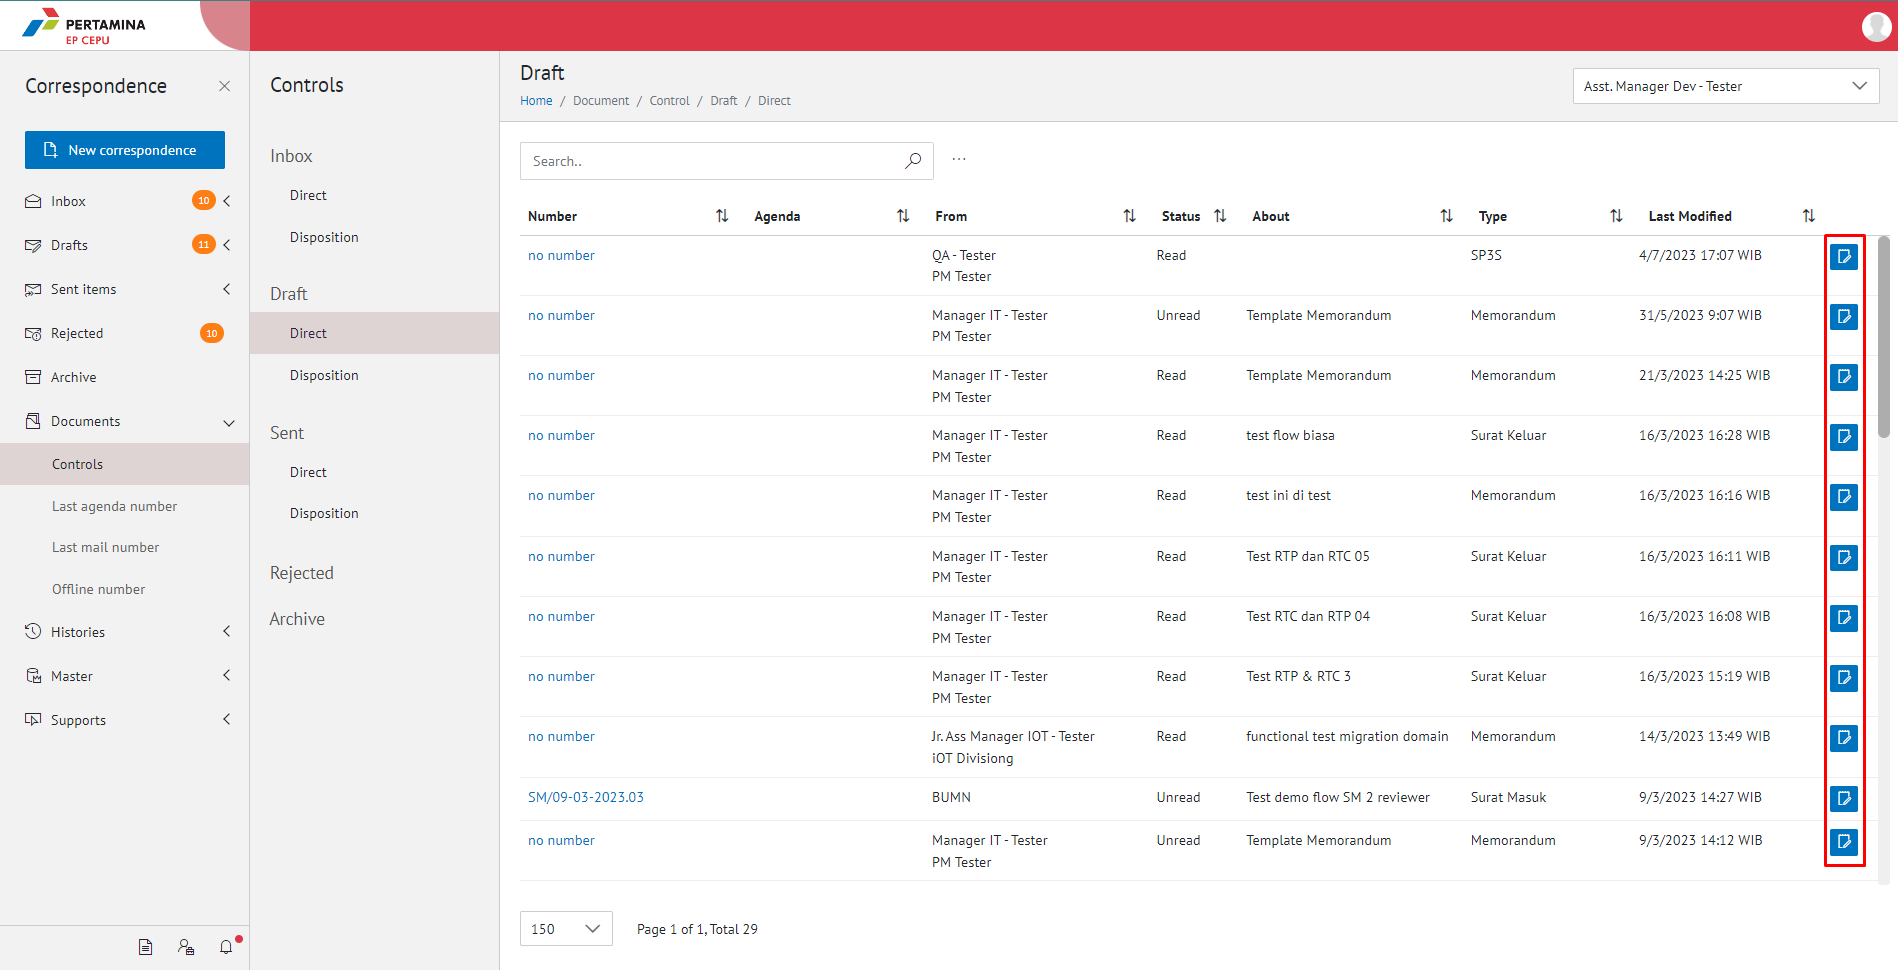 PERTAMINA
EP CEPU
Correspondence
New correspondence
Inbox 10
Drafts 11
Sent items
Rejected 10
Archive
Documents
Controls
Last agenda number
Last mail number
Offline number
Histories
Master
Supports
Controls
Inbox
Direct
Disposition
Draft
Direct
Disposition
Sent
Direct
Disposition
Rejected
Archive
Draft
Home / Document / Control / Draft / Direct
Asst. Manager Dev - Tester
Search..
...
Number Agenda From Status About Type Last Modified
no number QA - Tester Read SP3S 4/7/2023 17:07 WIB
PM Tester
no number Manager IT - Tester Unread Template Memorandum Memorandum 31/5/2023 9:07 WIB
PM Tester
no number Manager IT - Tester Read Template Memorandum Memorandum 21/3/2023 14:25 WIB
PM Tester
no number Manager IT - Tester Read test flow biasa Surat Keluar 16/3/2023 16:28 WIB
PM Tester
no number Manager IT - Tester Read test ini di test Memorandum 16/3/2023 16:16 WIB
PM Tester
no number Manager IT - Tester Read Test RTP dan RTC 05 Surat Keluar 16/3/2023 16:11 WIB
PM Tester
no number Manager IT - Tester Read Test RTC dan RTP 04 Surat Keluar 16/3/2023 16:08 WIB
PM Tester
no number Manager IT - Tester Read Test RTP & RTC 3 Surat Keluar 16/3/2023 15:19 WIB
PM Tester
no number Jr. Ass Manager IOT - Tester Read functional test migration domain Memorandum 14/3/2023 13:49 WIB
iOT Divisiong
SM/09-03-2023.03 BUMN Unread Test demo flow SM 2 reviewer Surat Masuk 9/3/2023 14:27 WIB
no number Manager IT - Tester Unread Template Memorandum Memorandum 9/3/2023 14:12 WIB
PM Tester
150 Page 1 of 1, Total 29